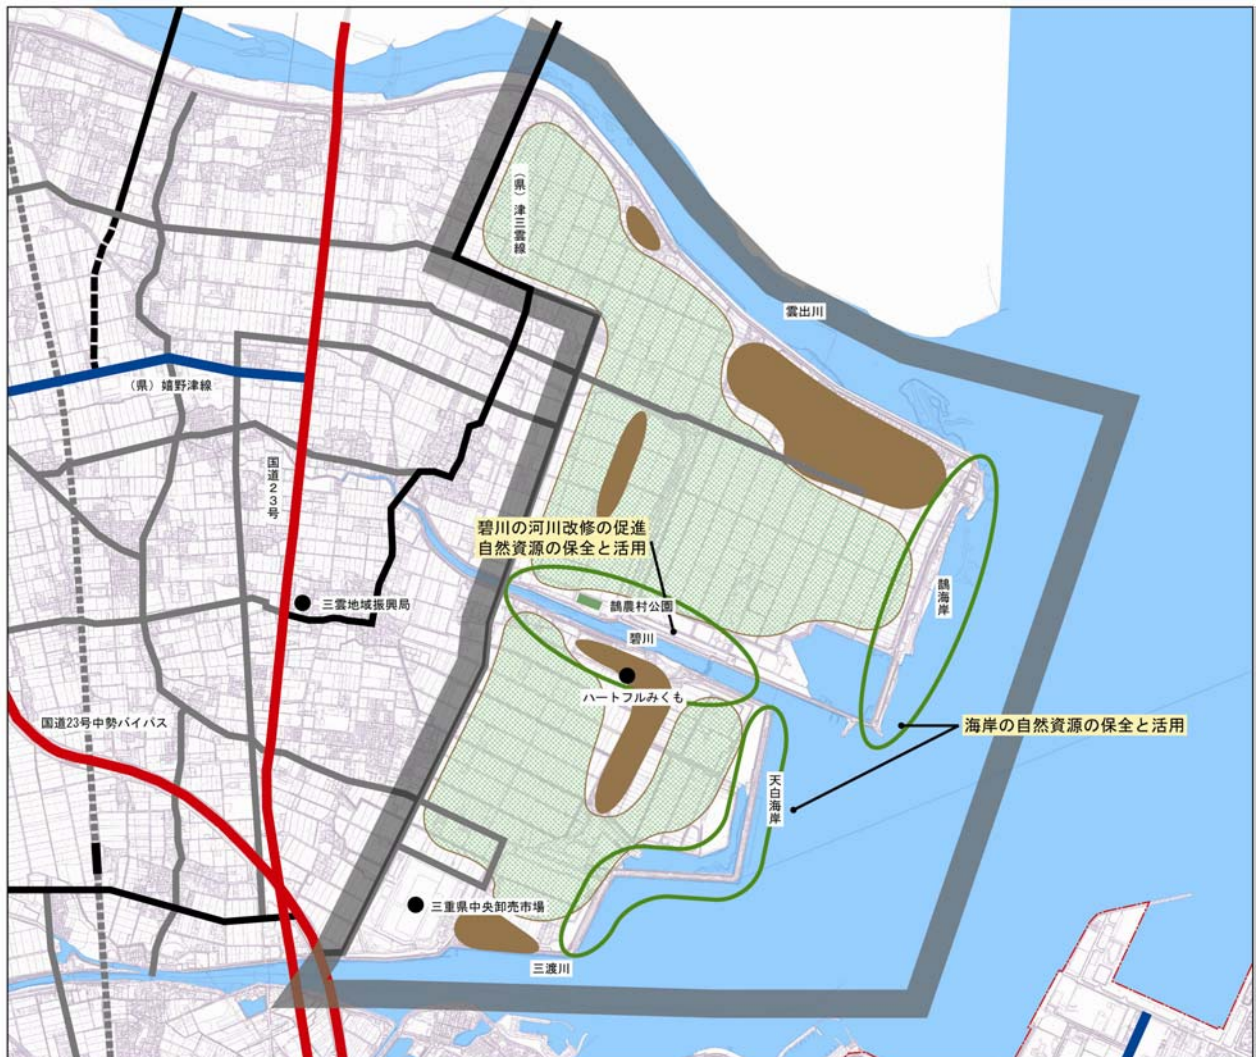 (県)津三雲線
雲出川
(県)嬉野津線
国道23号
碧川の河川改修の促進
自然資源の保全と活用
鵲海岸
三雲地域振興局
鵲農村公園
碧川
ハートフルみくも
国道23号中勢バイパス
海岸の自然資源の保全と活用
天白海岸
三重県中央卸売市場
三渡川